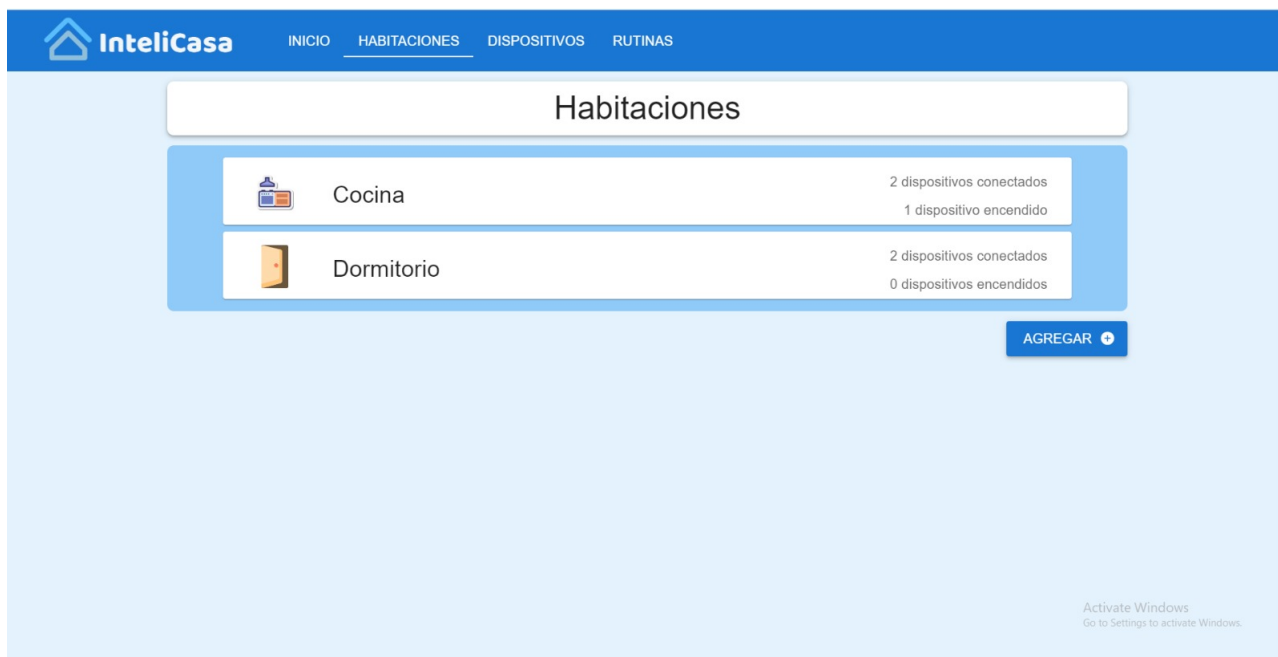 InteliCasa INICIO HABITACIONES DISPOSITIVOS RUTINAS
Habitaciones
Cocina
2 dispositivos conectados
1 dispositivo encendido
Dormitorio
2 dispositivos conectados
0 dispositivos encendidos
AGREGAR
Activate Windows
Go to Settings to activate Windows.